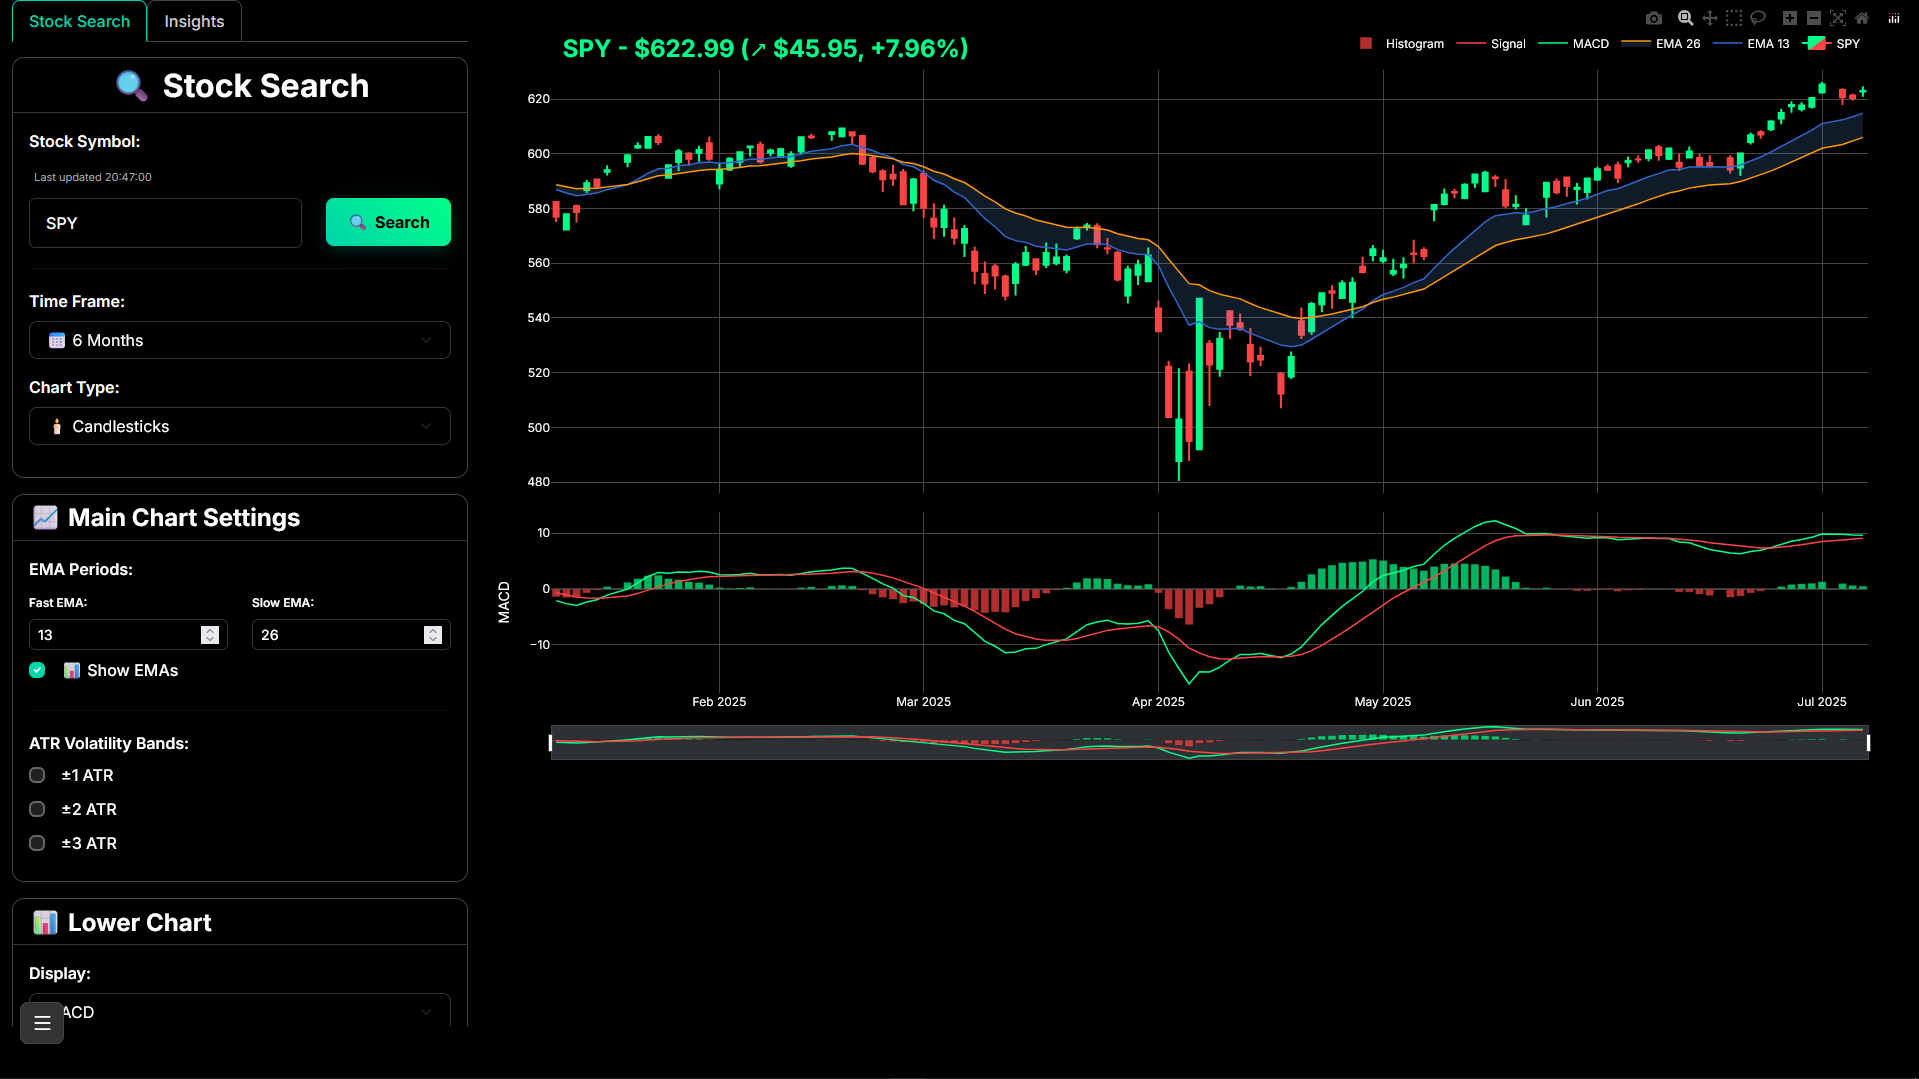 Stock Search
Insights
Stock Search
Stock Symbol:
Last updated 20:47:00
SPY
Search
Time Frame:
6 Months
Chart Type:
Candlesticks
Main Chart Settings
EMA Periods:
Fast EMA:
Slow EMA:
13
26
Show EMAs
ATR Volatility Bands:
±1 ATR
±2 ATR
±3 ATR
Lower Chart
Display:
ACD
SPY - $622.99 (↗ $45.95, +7.96%)
Histogram
Signal
MACD
EMA 26
EMA 13
SPY
620
600
580
560
540
520
500
480
10
0
−10
MACD
Feb 2025
Mar 2025
Apr 2025
May 2025
Jun 2025
Jul 2025